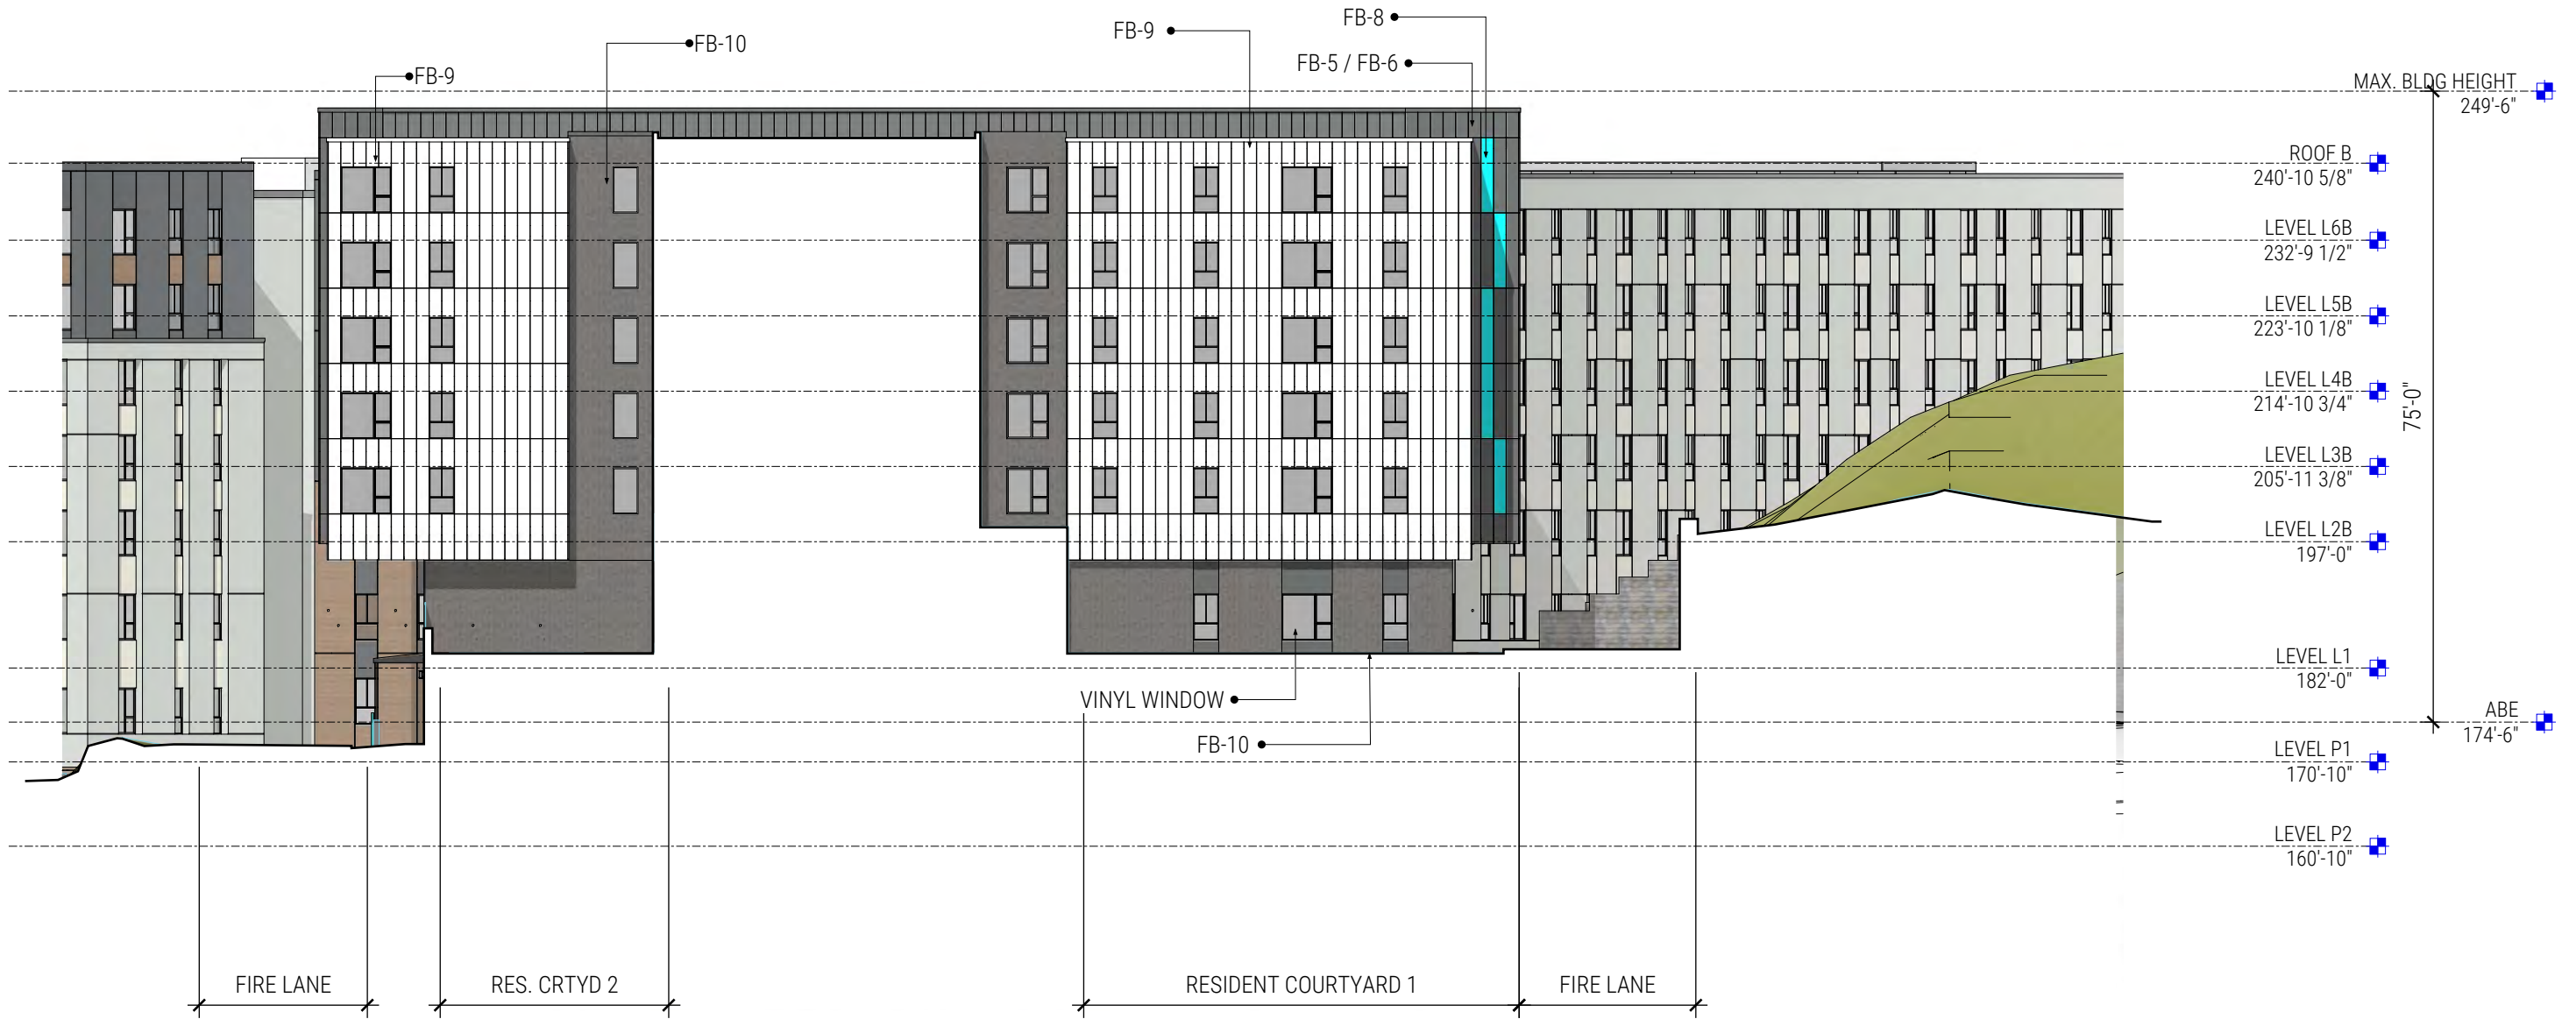 FB-8
FB-9
FB-10
FB-5 / FB-6
FB-9
MAX. BLDG HEIGHT
249'-6"
ROOF B
240'-10 5/8"
LEVEL L6B
232'-9 1/2"
LEVEL L5B
223'-10 1/8"
LEVEL L4B
214'-10 3/4"
75'-0"
LEVEL L3B
205'-11 3/8"
LEVEL L2B
197'-0"
LEVEL L1
182'-0"
VINYL WINDOW
ABE
174'-6"
FB-10
LEVEL P1
170'-10"
LEVEL P2
160'-10"
FIRE LANE
RES. CRTYD 2
RESIDENT COURTYARD 1
FIRE LANE